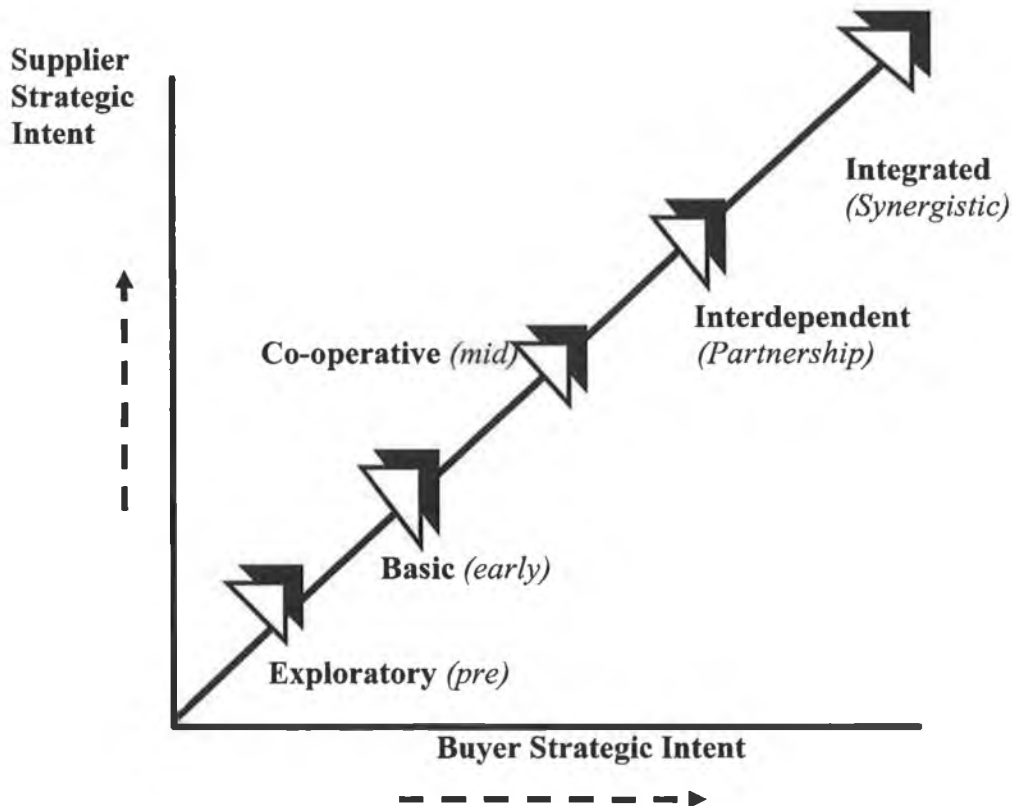 Supplier
Strategic
Intent
Integrated
(Synergistic)
Interdependent
(Partnership)
Co-operative (mid)
Basic (early)
Exploratory (pre)
Buyer Strategic Intent